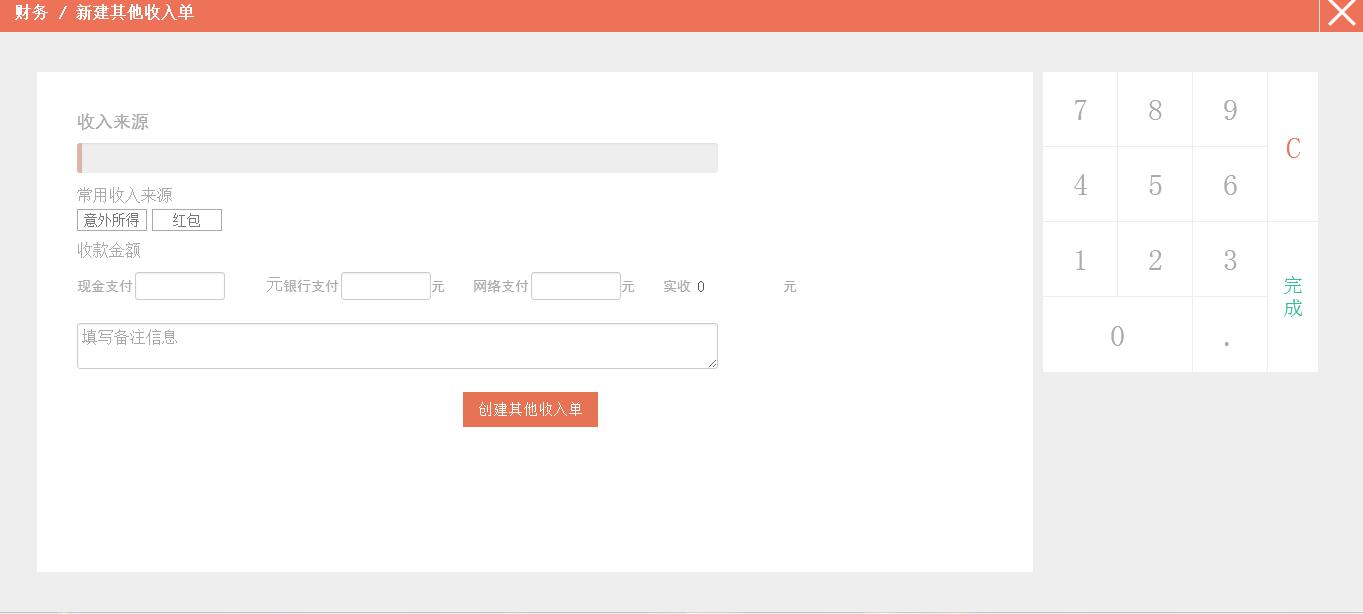 财务 / 新建其他收入单
收入来源
常用收入来源
意外所得 红包
收款金额
现金支付 元 银行支付 元 网络支付 元 实收 0 元
填写备注信息
创建其他收入单
7 8 9
C
4 5 6
1 2 3
完成
0 .